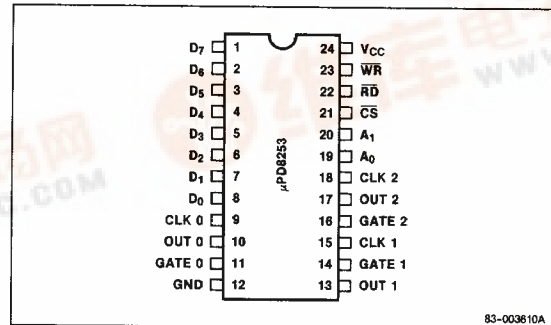 D7 1 24 VCC
D6 2 23 WR
D5 3 22 RD
D4 4 21 CS
D3 5 20 A1
D2 6 19 A0
D1 7 18 CLK 2
D0 8 17 OUT 2
CLK 0 9 16 GATE 2
OUT 0 10 15 CLK 1
GATE 0 11 14 GATE 1
GND 12 13 OUT 1
μPD8253
83-003610A